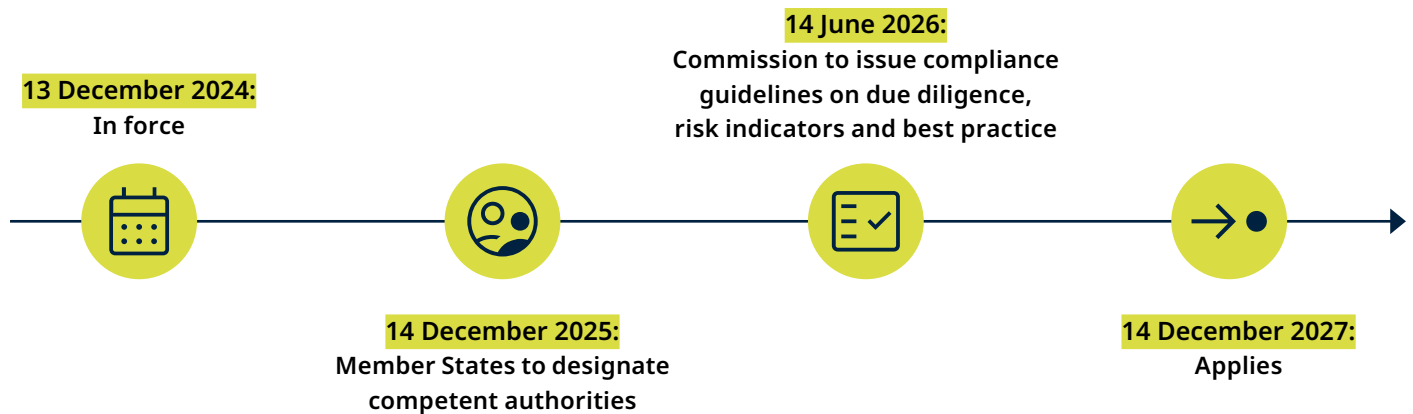 13 December 2024:
In force
14 December 2025:
Member States to designate
competent authorities
14 June 2026:
Commission to issue compliance
guidelines on due diligence,
risk indicators and best practice
14 December 2027:
Applies